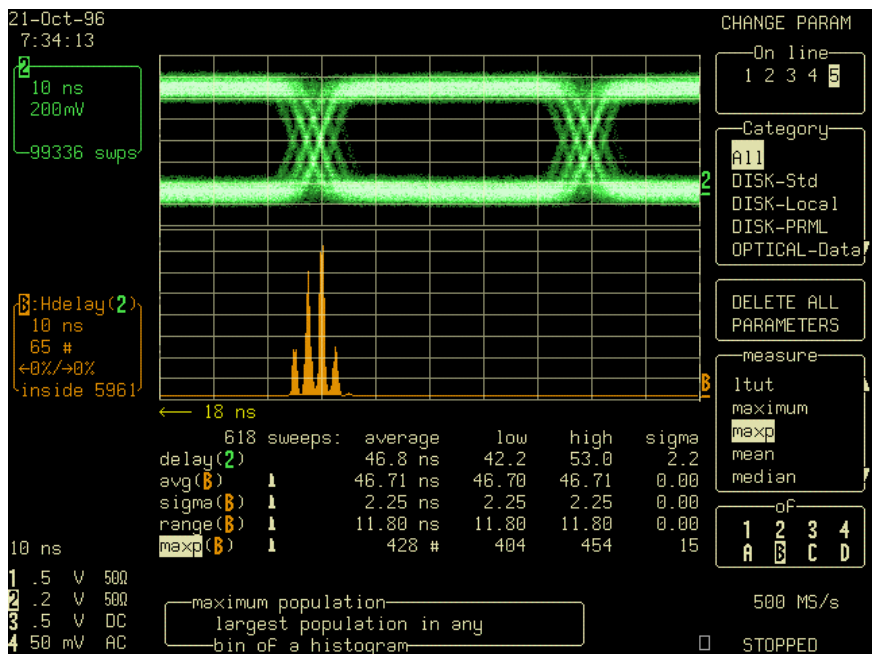 21-Oct-96
7:34:13
2
10 ns
200mV
99336 swps
B:Hdelay(2)
10 ns
65 #
←0%/→0%
inside 5961
2
B
← 18 ns
618 sweeps: average low high sigma
delay(2) 46.8 ns 42.2 53.0 2.2
avg(B) 46.71 ns 46.70 46.71 0.00
sigma(B) 2.25 ns 2.25 2.25 0.00
range(B) 11.80 ns 11.80 11.80 0.00
maxp(B) 428 # 404 454 15
10 ns
1 .5 V 50Ω
2 .2 V 50Ω
3 .5 V DC
4 50 mV AC
maximum population
largest population in any
bin of a histogram
CHANGE PARAM
On line
1 2 3 4 5
Category
All
DISK-Std
DISK-Local
DISK-PRML
OPTICAL-Data
DELETE ALL
PARAMETERS
measure
ltut
maximum
maxp
mean
median
of
1 2 3 4
A B C D
500 MS/s
STOPPED